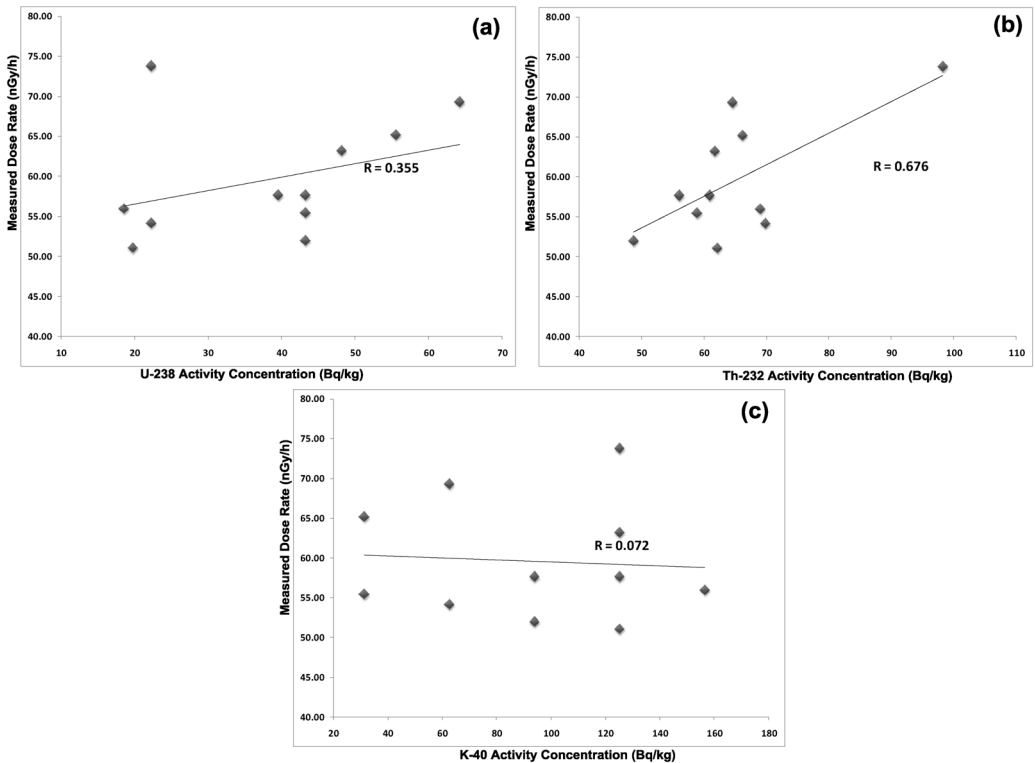 (a)
Measured Dose Rate (nGy/h)
80.00
75.00
70.00
65.00
60.00
55.00
50.00
45.00
40.00
R = 0.355
10 20 30 40 50 60 70
U-238 Activity Concentration (Bq/kg)
(b)
Measured Dose Rate (nGy/h)
80.00
75.00
70.00
65.00
60.00
55.00
50.00
45.00
40.00
R = 0.676
40 50 60 70 80 90 100 110
Th-232 Activity Concentration (Bq/kg)
(c)
Measured Dose Rate (nGy/h)
80.00
75.00
70.00
65.00
60.00
55.00
50.00
45.00
40.00
R = 0.072
20 40 60 80 100 120 140 160 180
K-40 Activity Concentration (Bq/kg)